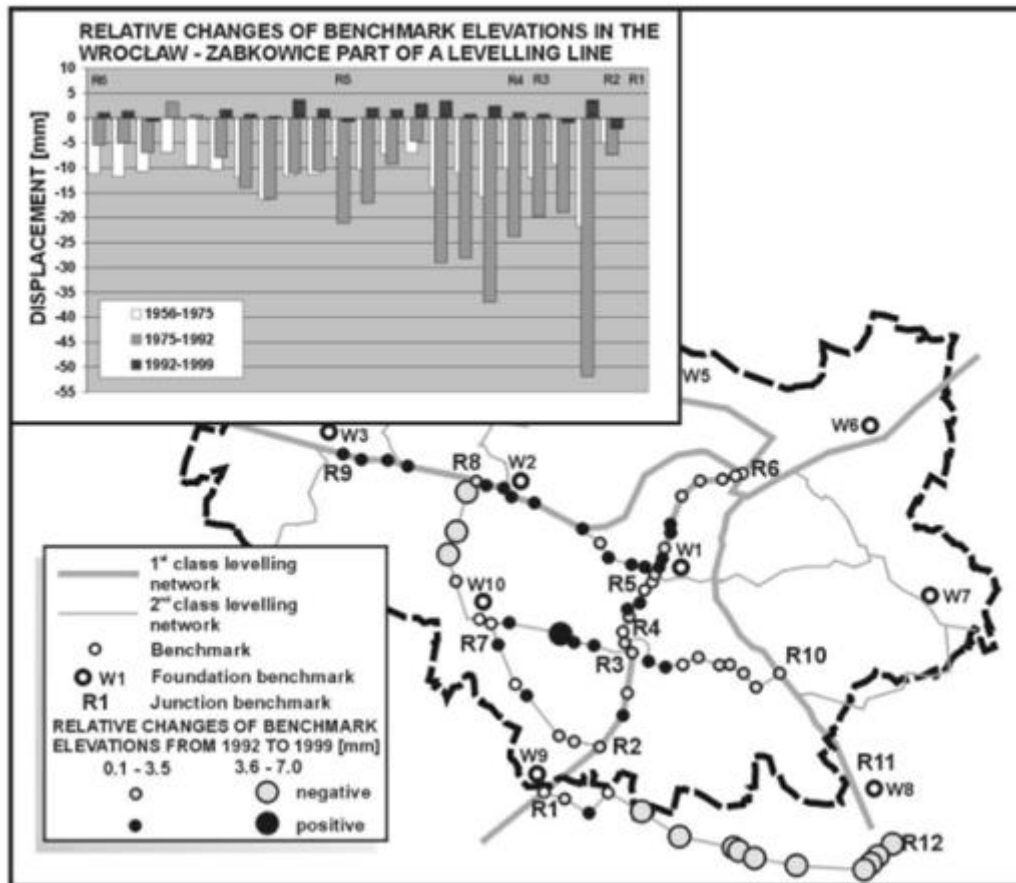 RELATIVE CHANGES OF BENCHMARK ELEVATIONS IN THE
WROCŁAW - ZABKOWICE PART OF A LEVELLING LINE
10
R6 R5 R4 R3 R2 R1
5
0
-5
-10
-15
-20
-25
-30
-35
-40
-45
-50
-55
DISPLACEMENT [mm]
1956-1975
1975-1992
1992-1999
W5
W6
W3
R9
R8
W2
R6
W1
R5
W10
W7
R4
R7
R3
R10
R2
W9
R11
W8
R1
R12
1st class levelling
network
2nd class levelling
network
Benchmark
W1 Foundation benchmark
R1 Junction benchmark
RELATIVE CHANGES OF BENCHMARK
ELEVATIONS FROM 1992 TO 1999 [mm]
0.1 - 3.5 3.6 - 7.0
negative
positive